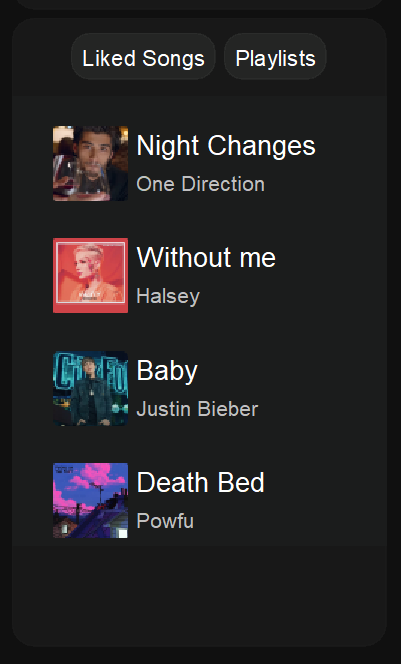 Liked Songs
Playlists
Night Changes
One Direction
Without me
Halsey
Baby
Justin Bieber
Death Bed
Powfu